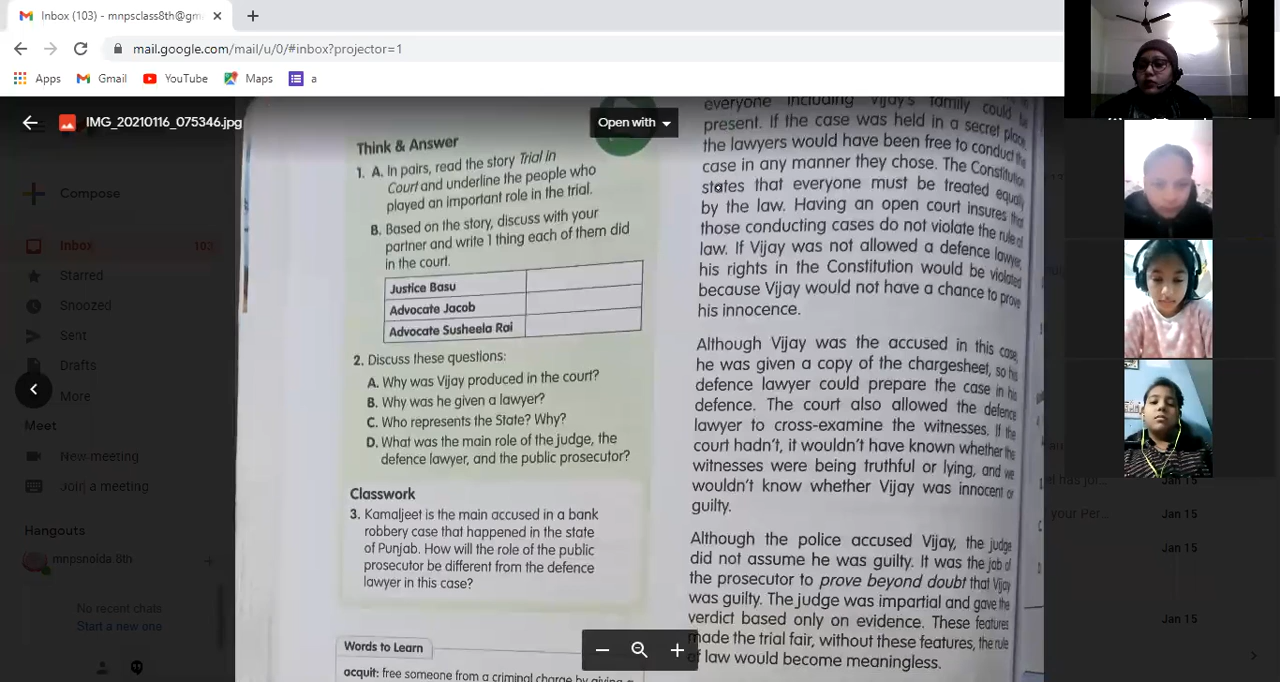 Inbox (103) - mnpsclass8th@gm
mail.google.com/mail/u/0/#inbox?projector=1
Apps
Gmail
YouTube
Maps
a
IMG_20210116_075346.jpg
Open with
Compose
Inbox
103
Starred
Snoozed
Sent
Drafts
More
Meet
New meeting
Join a meeting
Hangouts
mnpsnoida 8th
No recent chats
Start a new one
Think & Answer
1. A. In pairs, read the story Trial in
Court and underline the people who
played an important role in the trial.
B. Based on the story, discuss with your
partner and write 1 thing each of them did
in the court.
Justice Basu
Advocate Jacob
Advocate Susheela Rai
2. Discuss these questions:
A. Why was Vijay produced in the court?
B. Why was he given a lawyer?
C. Who represents the State? Why?
D. What was the main role of the judge, the
defence lawyer, and the public prosecutor?
Classwork
3. Kamaljeet is the main accused in a bank
robbery case that happened in the state
of Punjab. How will the role of the public
prosecutor be different from the defence
lawyer in this case?
Words to Learn
acquit: free someone from a criminal charge by giving a
everyone including Vijay's family could be
present. If the case was held in a secret place,
the lawyers would have been free to conduct the
case in any manner they chose. The Constitution
states that everyone must be treated equally
by the law. Having an open court insures that
those conducting cases do not violate the rule of
law. If Vijay was not allowed a defence lawyer,
his rights in the Constitution would be violated
because Vijay would not have a chance to prove
his innocence.
Although Vijay was the accused in this case,
he was given a copy of the chargesheet, so his
defence lawyer could prepare the case in his
defence. The court also allowed the defence
lawyer to cross-examine the witnesses. If the
court hadn't, it wouldn't have known whether the
witnesses were being truthful or lying, and we
wouldn't know whether Vijay was innocent or
guilty.
Although the police accused Vijay, the judge
did not assume he was guilty. It was the job of
the prosecutor to prove beyond doubt that Vijay
was guilty. The judge was impartial and gave the
verdict based only on evidence. These features
made the trial fair, without these features, the rule
of law would become meaningless.
Jan 15
your Per... Jan 15
Jan 15
Jan 15